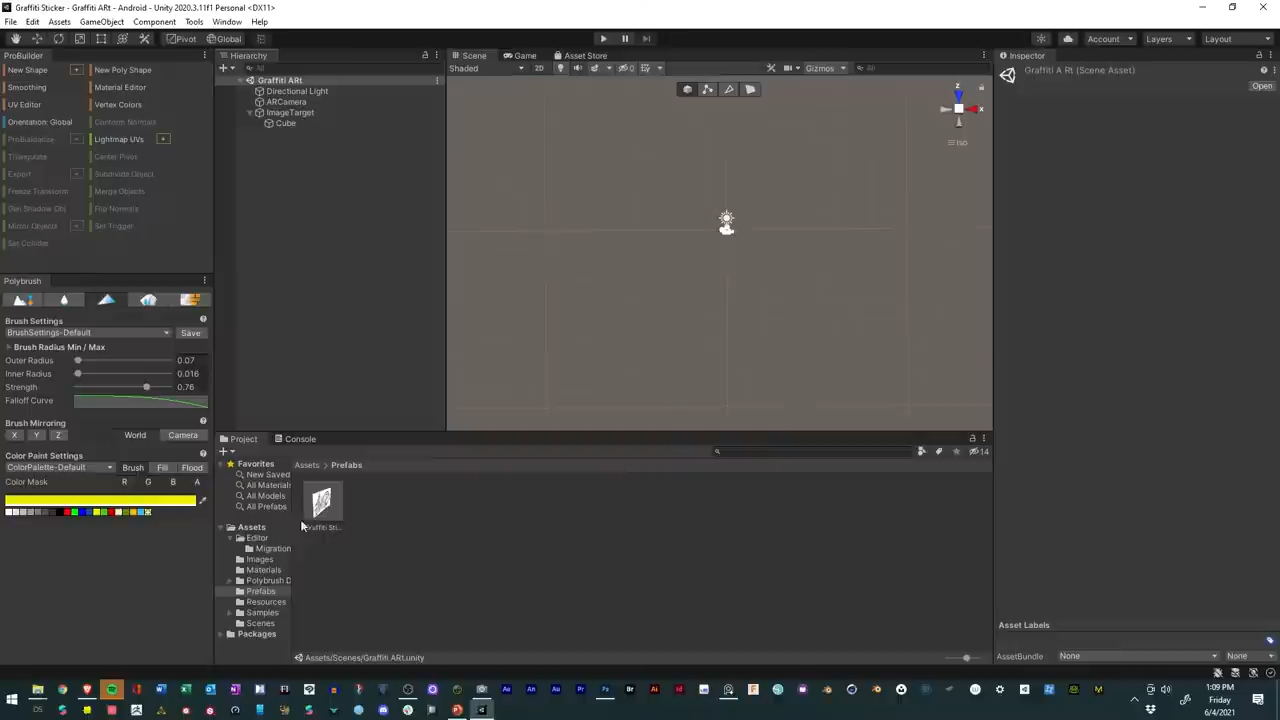 Graffiti Sticker - Graffiti ARt - Android - Unity 2020.3.11f1 Personal <DX11>
File Edit Assets GameObject Component Tools Window Help
Pivot Global Account Layers Layout
ProBuilder
New Shape + New Poly Shape
Smoothing Material Editor
UV Editor Vertex Colors
Orientation: Global Conform Normals
ProBuilderize Lightmap UVs +
Triangulate Center Pivot
Export Subdivide Object
Freeze Transform Merge Objects
Gen Shadow Obj Flip Normals
Mirror Objects Set Trigger
Set Collider
Polybrush
Brush Settings
BrushSettings-Default Save
Brush Radius Min / Max
Outer Radius 0.07
Inner Radius 0.016
Strength 0.76
Falloff Curve
Brush Mirroring
X Y Z World Camera
Color Paint Settings
ColorPalette-Default Brush Fill Flood
Color Mask R G B A
Hierarchy
All
Graffiti ARt
Directional Light
ARCamera
ImageTarget
Cube
Scene Game Asset Store
Shaded 2D 0 Gizmos All
z
x
Iso
Inspector
Graffiti A Rt (Scene Asset)
Open
Project Console
14
Favorites
New Saved
All Materials
All Models
All Prefabs
Assets
Editor
Migration
Images
Materials
Polybrush D
Prefabs
Resources
Samples
Scenes
Packages
Assets > Prefabs
Graffiti Sti...
Assets/Scenes/Graffiti ARt.unity
Asset Labels
AssetBundle None None
1:09 PM
Friday
6/4/2021